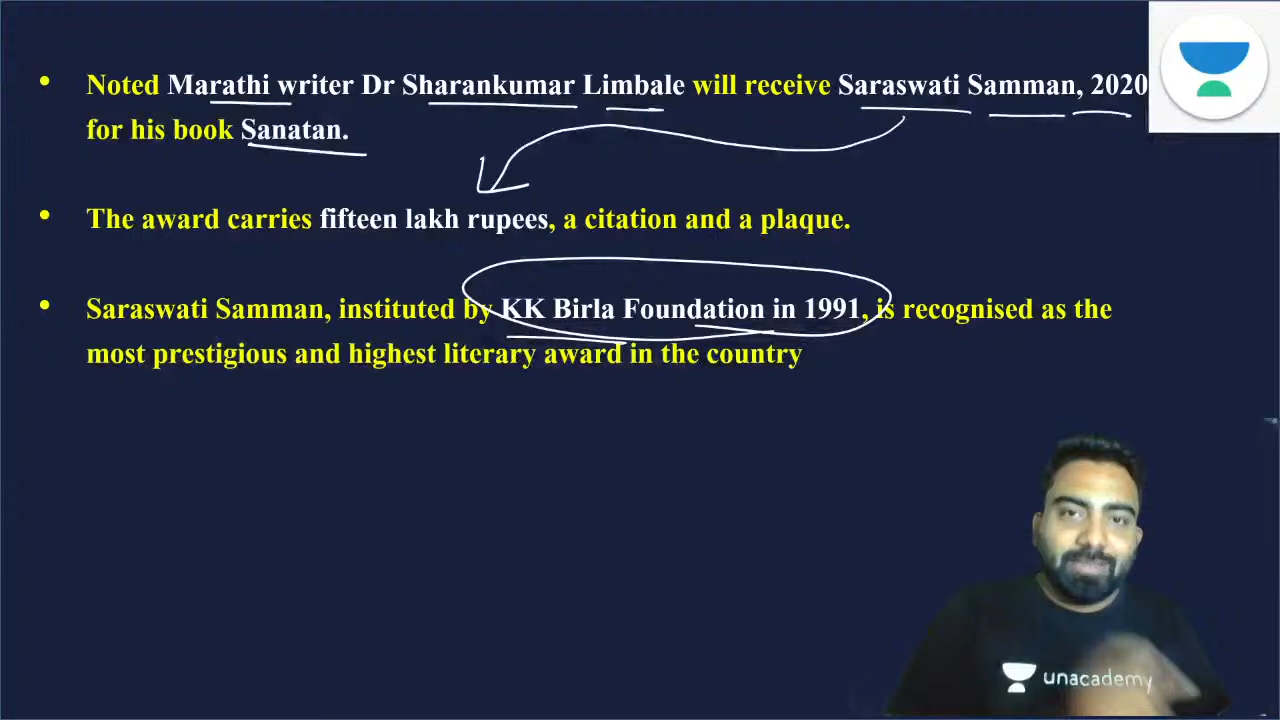 • Noted Marathi writer Dr Sharankumar Limbale will receive Saraswati Samman, 2020
for his book Sanatan.
• The award carries fifteen lakh rupees, a citation and a plaque.
• Saraswati Samman, instituted by KK Birla Foundation in 1991, is recognised as the
most prestigious and highest literary award in the country
unacademy